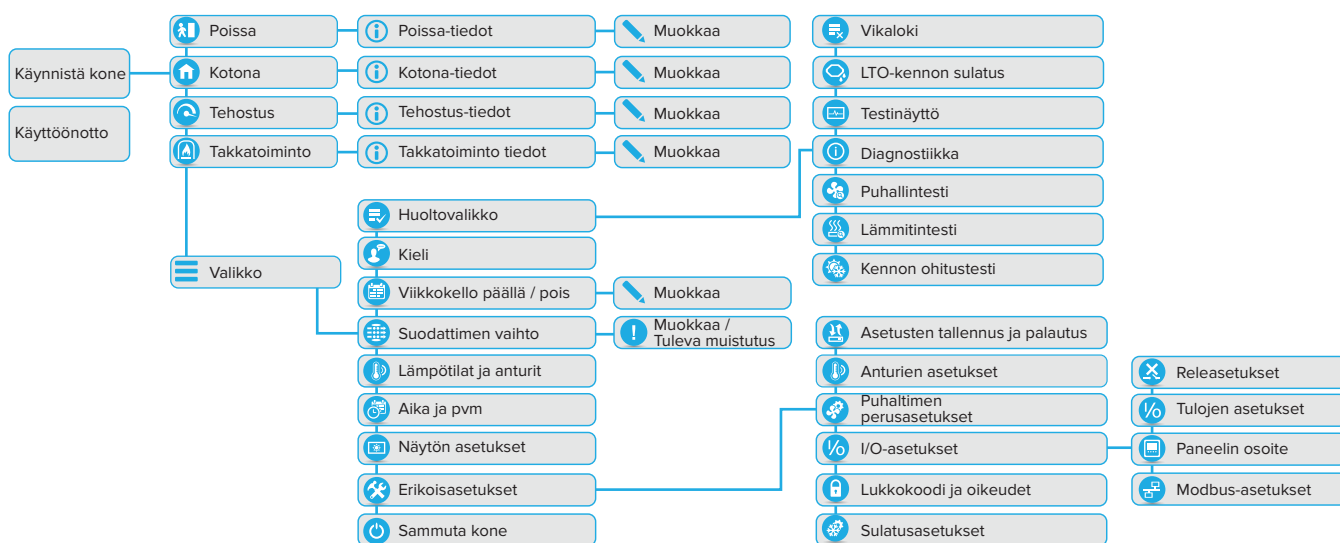 Käynnistä kone
Käyttöönotto
Poissa
Kotona
Tehostus
Takkatoiminto
Valikko
Poissa-tiedot
Kotona-tiedot
Tehostus-tiedot
Takkatoiminto tiedot
Muokkaa
Muokkaa
Muokkaa
Muokkaa
Huoltovalikko
Kieli
Viikkokello päällä / pois
Suodattimen vaihto
Lämpötilat ja anturit
Aika ja pvm
Näytön asetukset
Erikoisasetukset
Sammuta kone
Muokkaa
Muokkaa /
Tuleva muistutus
Vikaloki
LTO-kennon sulatus
Testinäyttö
Diagnostiikka
Puhallintesti
Lämmitintesti
Kennon ohitustesti
Asetusten tallennus ja palautus
Anturien asetukset
Puhaltimen
perusasetukset
I/O-asetukset
Lukkokoodi ja oikeudet
Sulatusasetukset
Releasetukset
Tulojen asetukset
Paneelin osoite
Modbus-asetukset